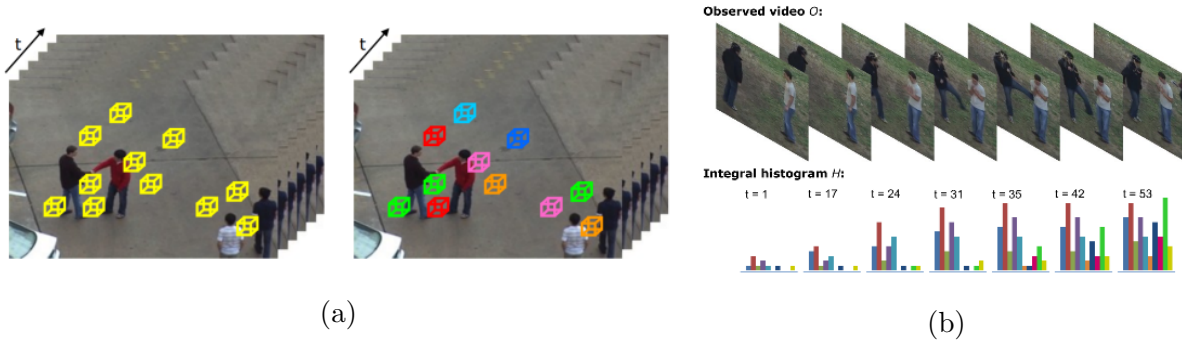 t
t
(a)
Observed video O:
Integral histogram H:
t = 1 t = 17 t = 24 t = 31 t = 35 t = 42 t = 53
(b)